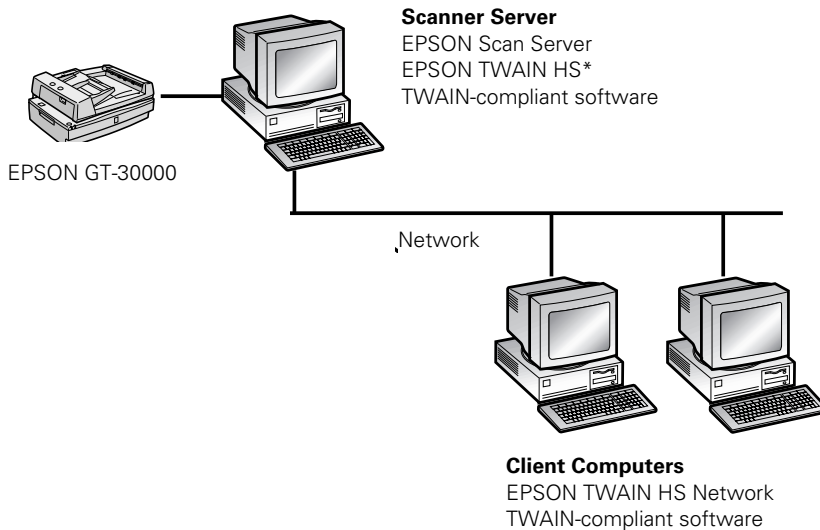 Scanner Server
EPSON Scan Server
EPSON TWAIN HS*
TWAIN-compliant software
EPSON GT-30000
Network
Client Computers
EPSON TWAIN HS Network
TWAIN-compliant software